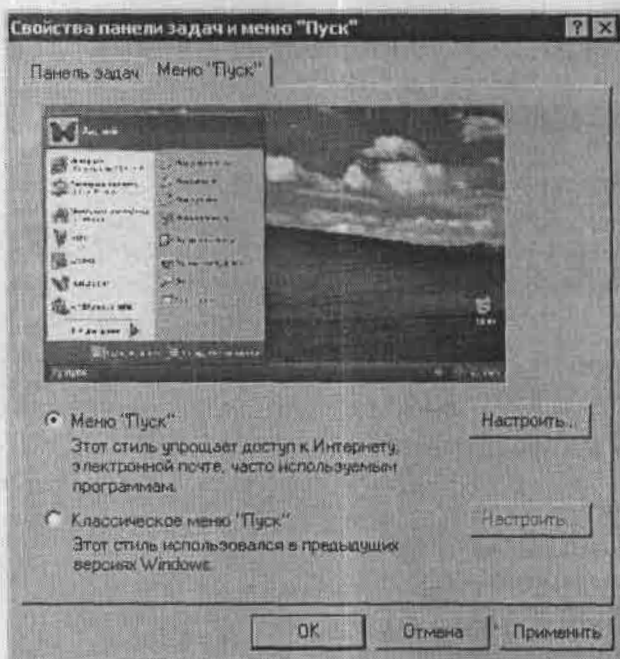 Свойства панели задач и меню "Пуск"
Панель задач Меню "Пуск"
Меню "Пуск"
Настроить...
Этот стиль упрощает доступ к Интернету,
электронной почте, часто используемым
программам.
Классическое меню "Пуск"
Настроить...
Этот стиль использовался в предыдущих
версиях Windows.
OK Отмена Применить